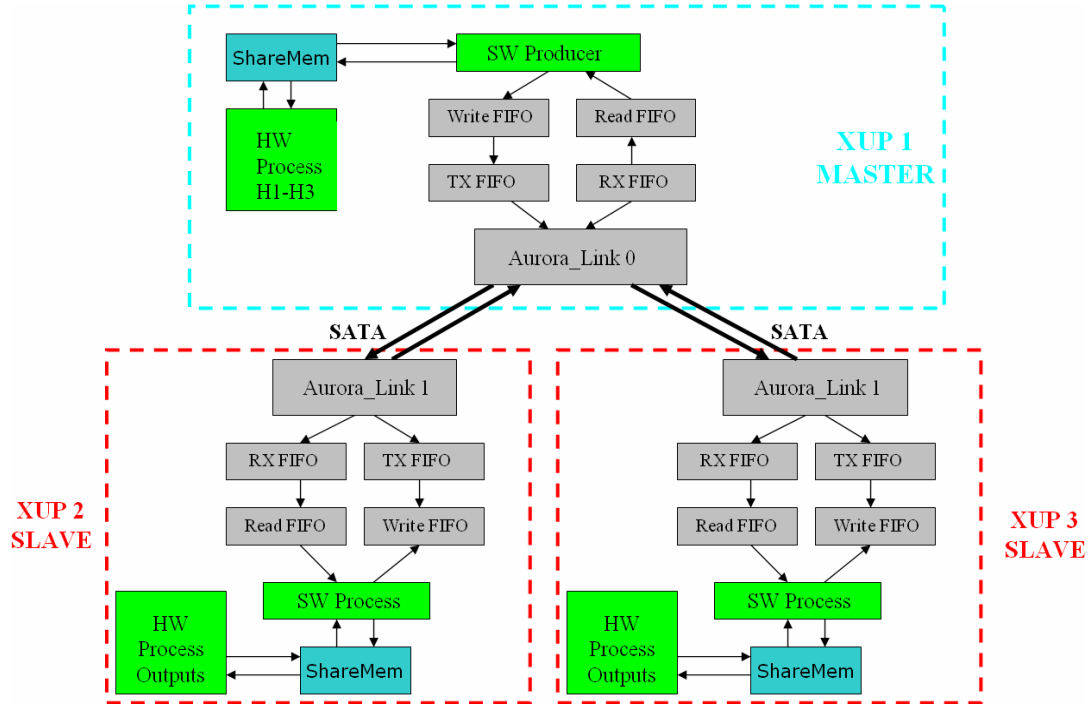 ShareMem
SW Producer
HW
Process
H1-H3
Write FIFO
Read FIFO
TX FIFO
RX FIFO
XUP 1
MASTER
Aurora_Link 0
SATA
SATA
Aurora_Link 1
RX FIFO
TX FIFO
Read FIFO
Write FIFO
XUP 2
SLAVE
SW Process
HW
Process
Outputs
ShareMem
Aurora_Link 1
RX FIFO
TX FIFO
Read FIFO
Write FIFO
XUP 3
SLAVE
SW Process
HW
Process
Outputs
ShareMem